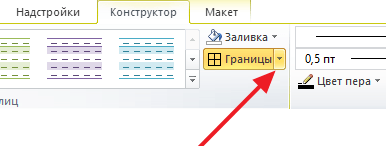 Надстройки Конструктор Макет
Заливка
Границы 0,5 пт
Цвет пера
лиц